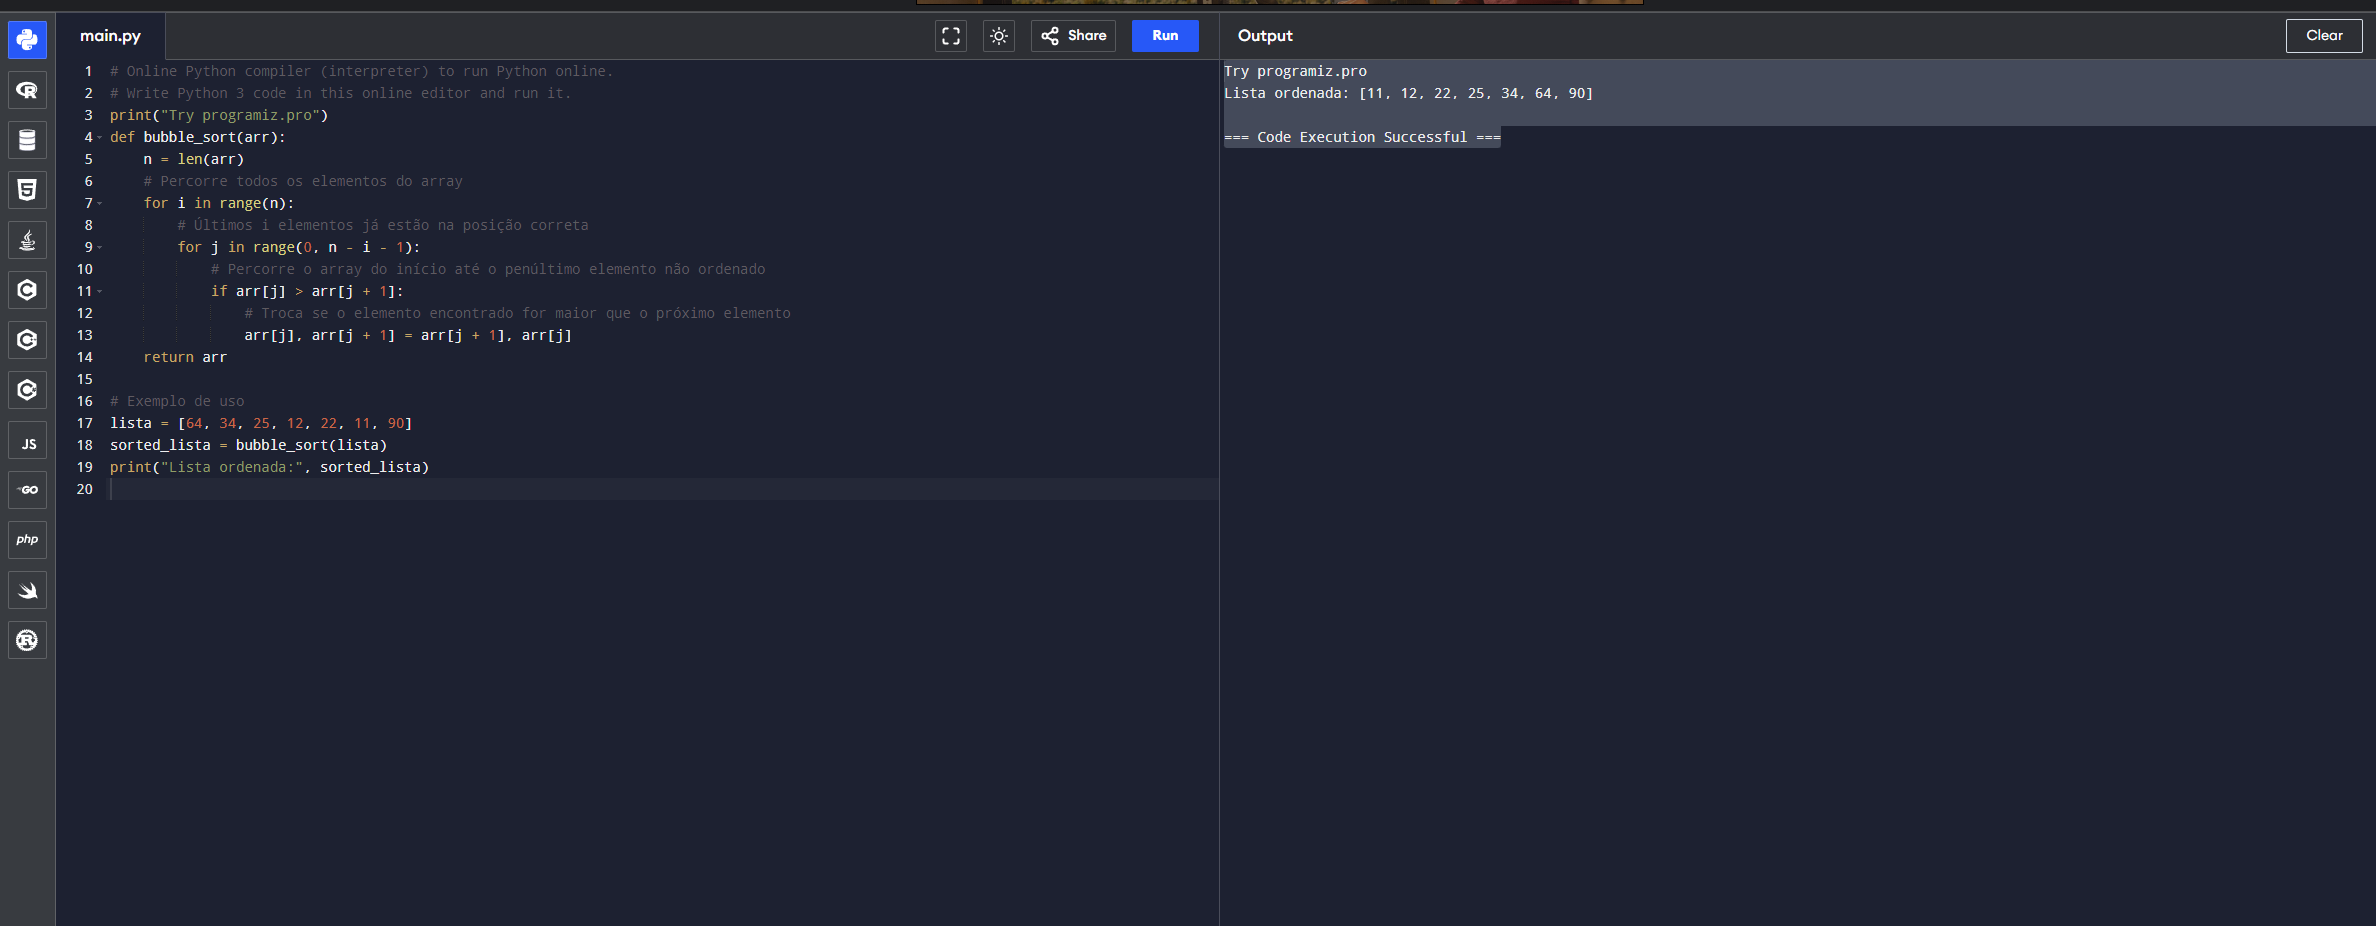 main.py
Share
Run
Output
Clear
1 # Online Python compiler (interpreter) to run Python online.
2 # Write Python 3 code in this online editor and run it.
3 print("Try programiz.pro")
4 def bubble_sort(arr):
5     n = len(arr)
6     # Percorre todos os elementos do array
7     for i in range(n):
8         # Últimos i elementos já estão na posição correta
9         for j in range(0, n - i - 1):
10             # Percorre o array do início até o penúltimo elemento não ordenado
11             if arr[j] > arr[j + 1]:
12                 # Troca se o elemento encontrado for maior que o próximo elemento
13                 arr[j], arr[j + 1] = arr[j + 1], arr[j]
14     return arr
15
16 # Exemplo de uso
17 lista = [64, 34, 25, 12, 22, 11, 90]
18 sorted_lista = bubble_sort(lista)
19 print("Lista ordenada:", sorted_lista)
20
Try programiz.pro
Lista ordenada: [11, 12, 22, 25, 34, 64, 90]
=== Code Execution Successful ===
R
5
C
C
C
JS
GO
php
R